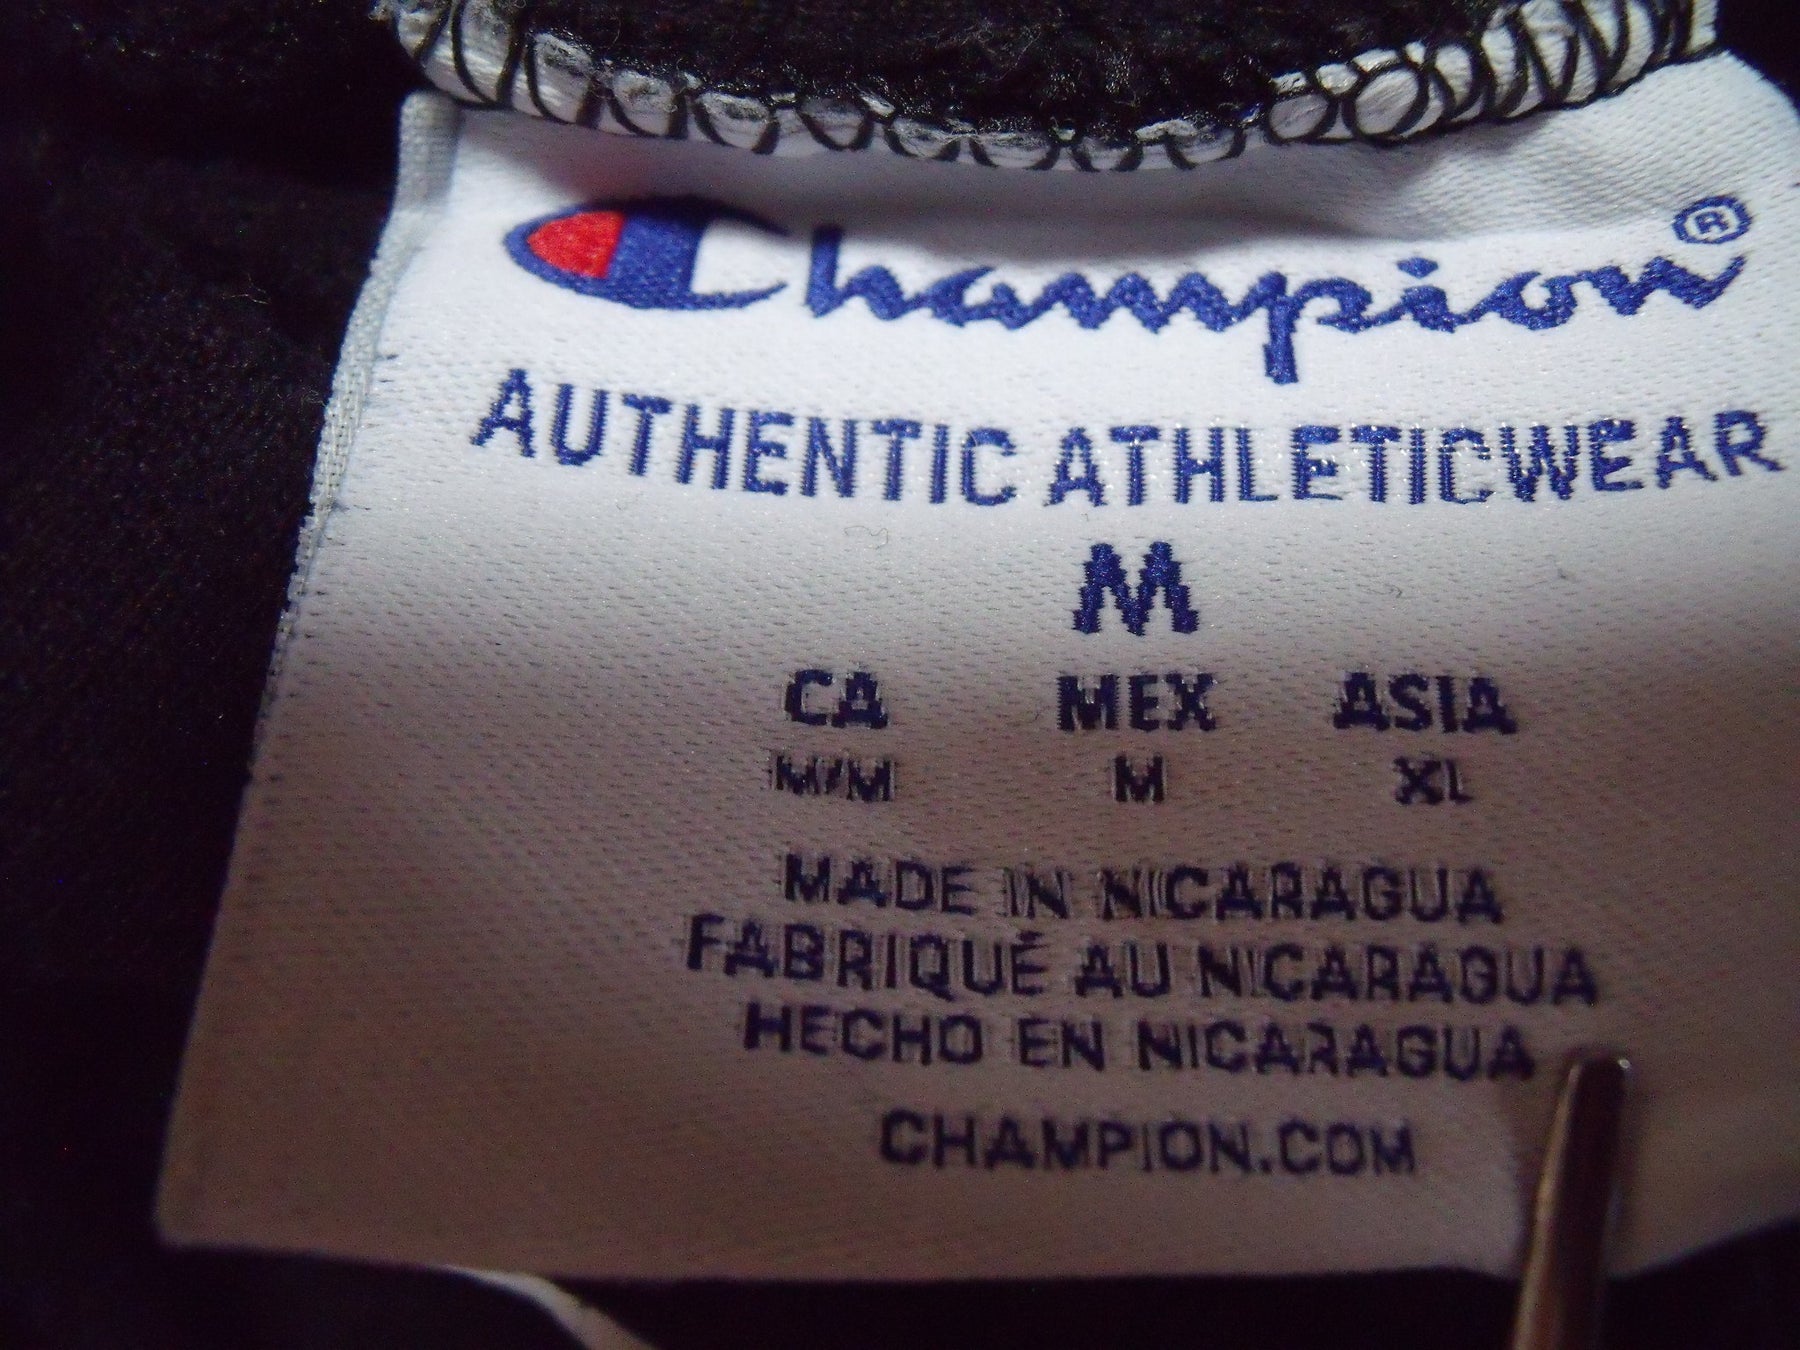 Champion®
AUTHENTIC ATHLETICWEAR
M
CA MEX ASIA
M/M M XL
MADE IN NICARAGUA
FABRIQUÉ AU NICARAGUA
HECHO EN NICARAGUA
CHAMPION.COM